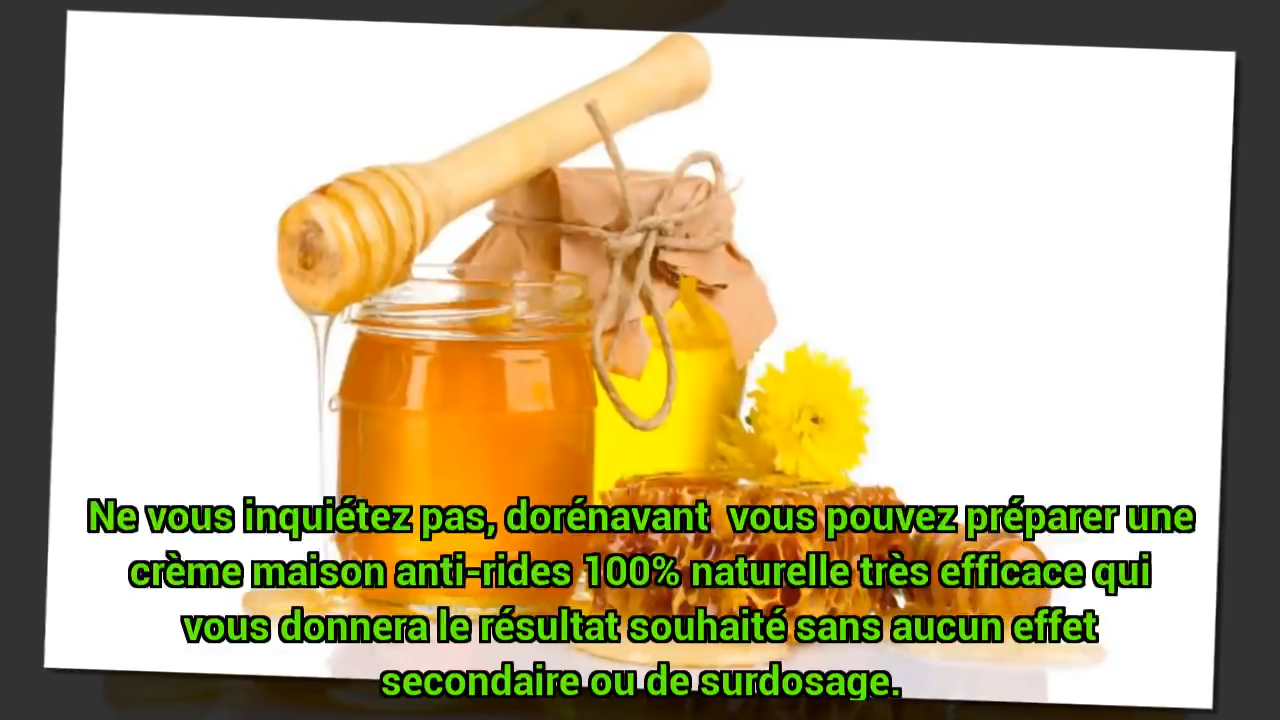 Ne vous inquiétez pas, dorénavant  vous pouvez préparer une
crème maison anti-rides 100% naturelle très efficace qui
vous donnera le résultat souhaité sans aucun effet
secondaire ou de surdosage.